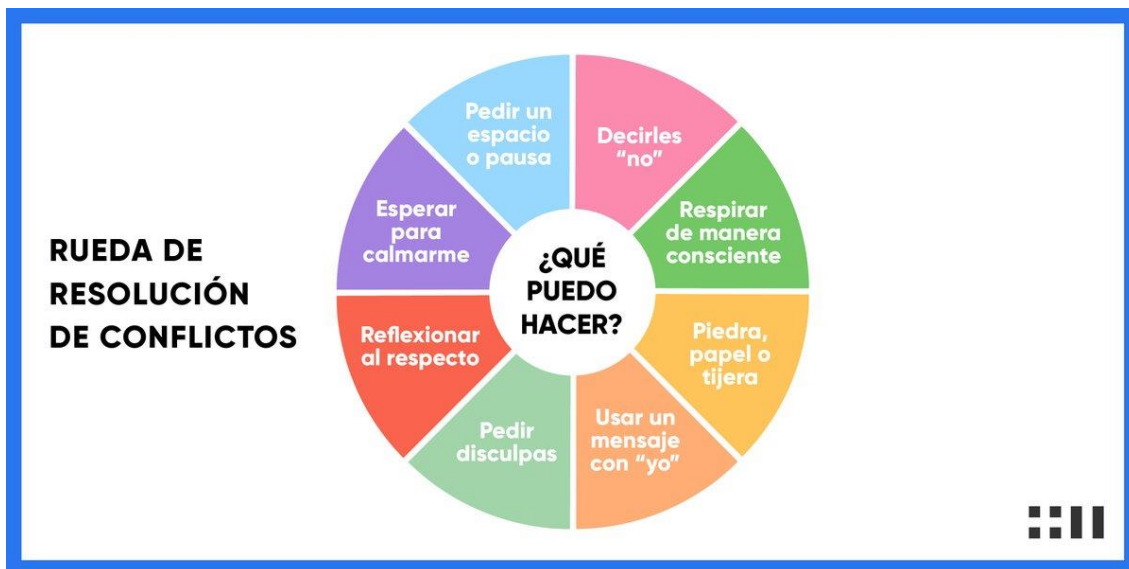 RUEDA DE
RESOLUCIÓN
DE CONFLICTOS
¿QUÉ
PUEDO
HACER?
Decirles
“no”
Respirar
de manera
consciente
Piedra,
papel o
tijera
Usar un
mensaje
con “yo”
Pedir
disculpas
Reflexionar
al respecto
Esperar
para
calmarme
Pedir un
espacio
o pausa